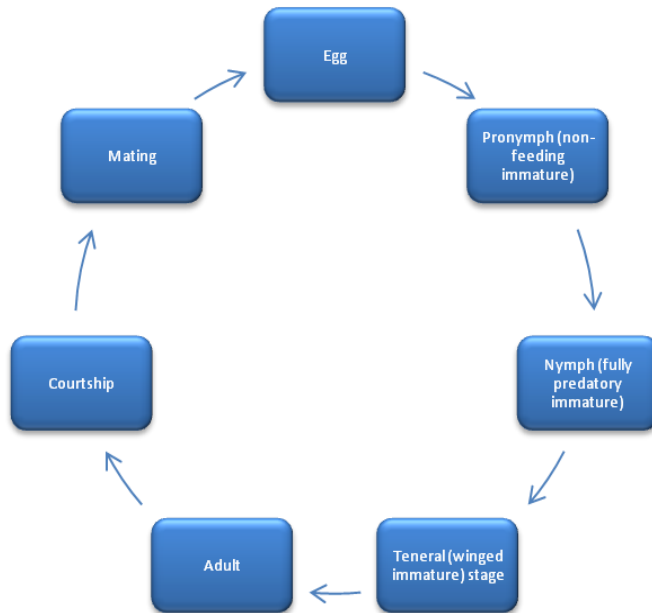 Egg
Pronymph (non-
feeding
immature)
Nymph (fully
predatory
immature)
Teneral (winged
immature) stage
Adult
Courtship
Mating